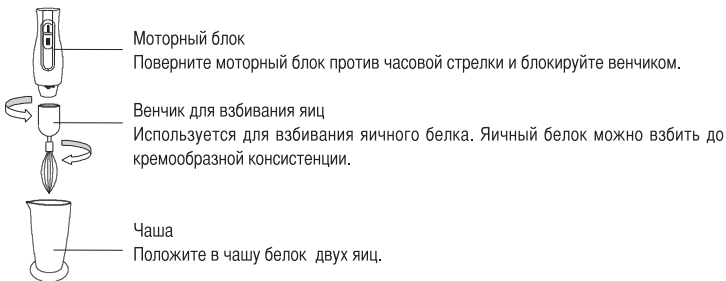 Моторный блок
Поверните моторный блок против часовой стрелки и блокируйте венчиком.
Венчик для взбивания яиц
Используется для взбивания яичного белка. Яичный белок можно взбить до
кремообразной консистенции.
Чаша
Положите в чашу белок двух яиц.